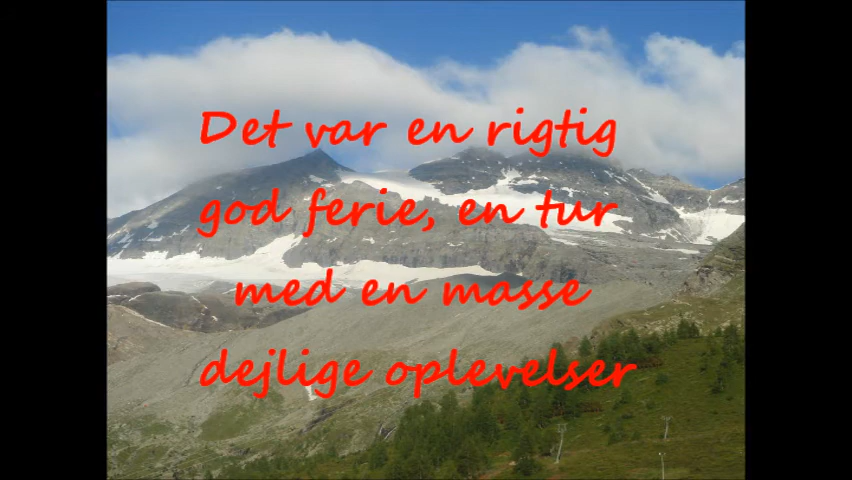 Det var en rigtig
god ferie, en tur
med en masse
dejlige oplevelser